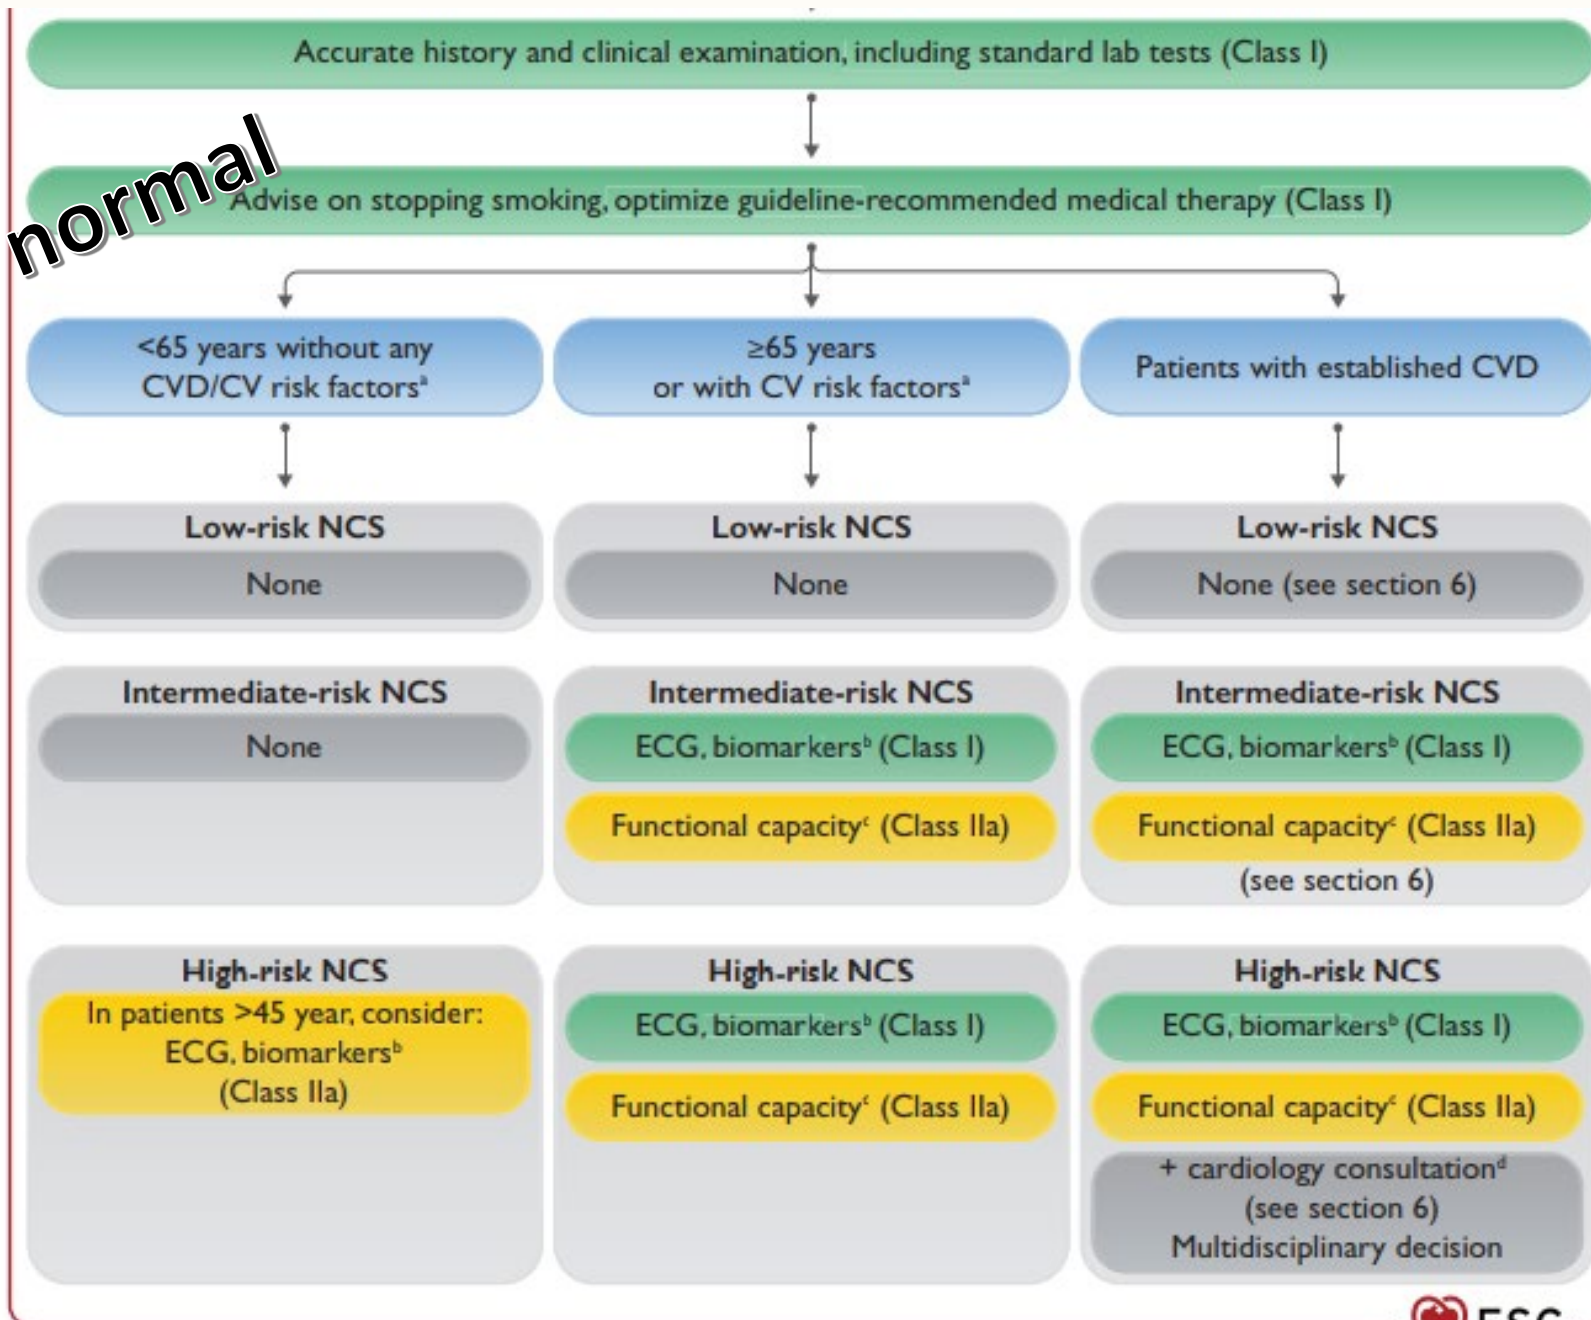 Accurate history and clinical examination, including standard lab tests (Class I)
normal
Advise on stopping smoking, optimize guideline-recommended medical therapy (Class I)
<65 years without any
CVD/CV risk factorsᵃ
≥65 years
or with CV risk factorsᵃ
Patients with established CVD
Low-risk NCS
None
Low-risk NCS
None
Low-risk NCS
None (see section 6)
Intermediate-risk NCS
None
Intermediate-risk NCS
ECG, biomarkersᵇ (Class I)
Functional capacityᶜ (Class IIa)
Intermediate-risk NCS
ECG, biomarkersᵇ (Class I)
Functional capacityᶜ (Class IIa)
(see section 6)
High-risk NCS
In patients >45 year, consider:
ECG, biomarkersᵇ
(Class IIa)
High-risk NCS
ECG, biomarkersᵇ (Class I)
Functional capacityᶜ (Class IIa)
High-risk NCS
ECG, biomarkersᵇ (Class I)
Functional capacityᶜ (Class IIa)
+ cardiology consultationᵈ
(see section 6)
Multidisciplinary decision
ESC